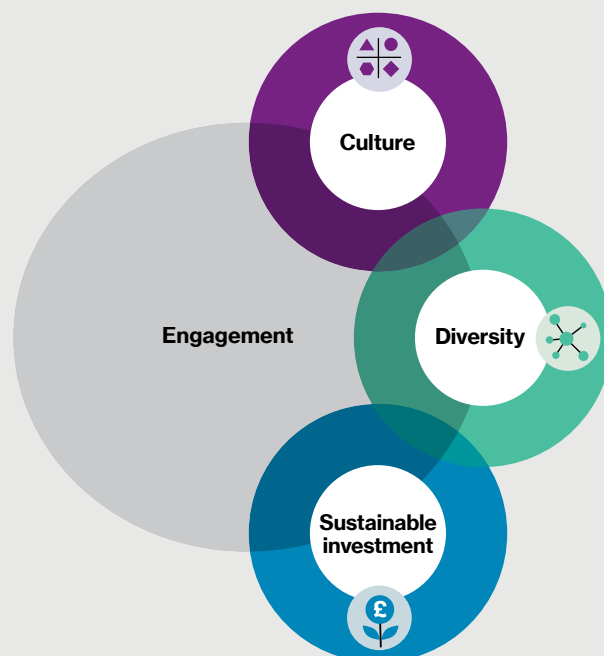 Culture
Engagement
Diversity
Sustainable
investment
£